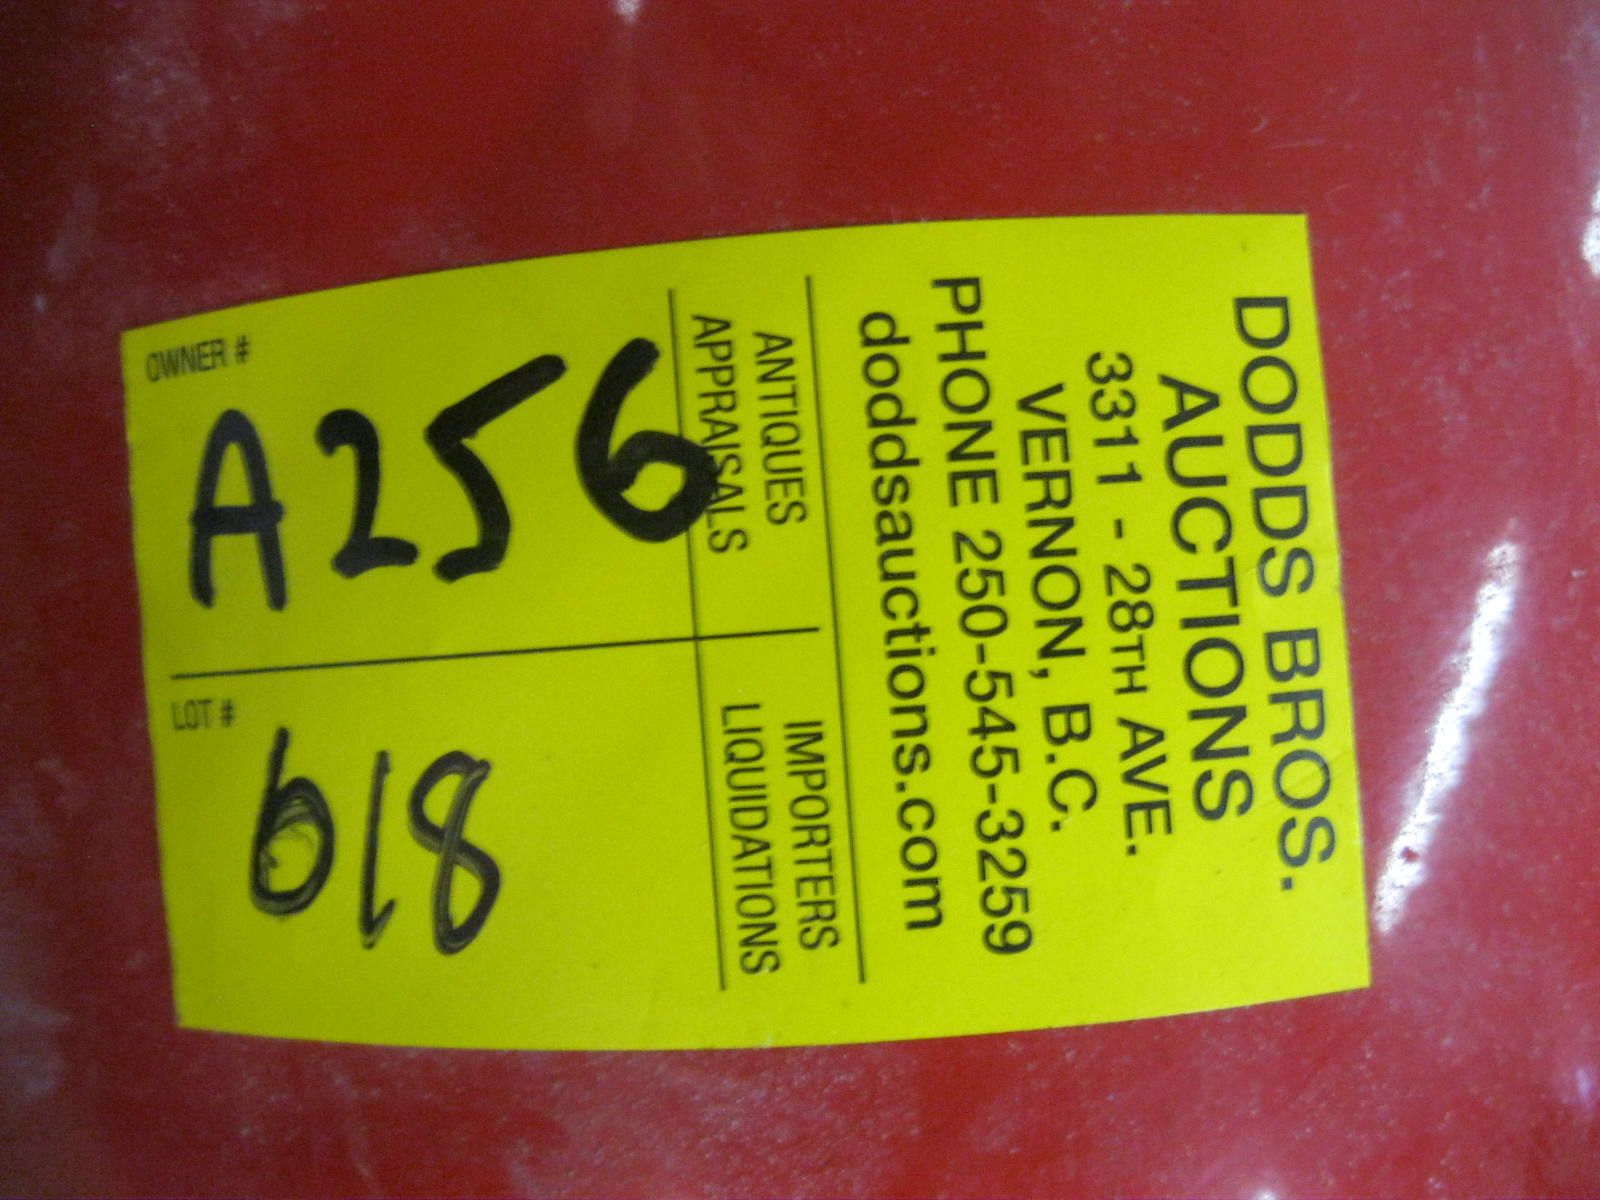 DODDS BROS.
AUCTIONS
3311 - 28TH AVE.
VERNON, B.C.
PHONE 250-545-3259
doddsauctions.com
ANTIQUES
APPRAISALS
IMPORTERS
LIQUIDATIONS
OWNER #
A256
LOT #
618